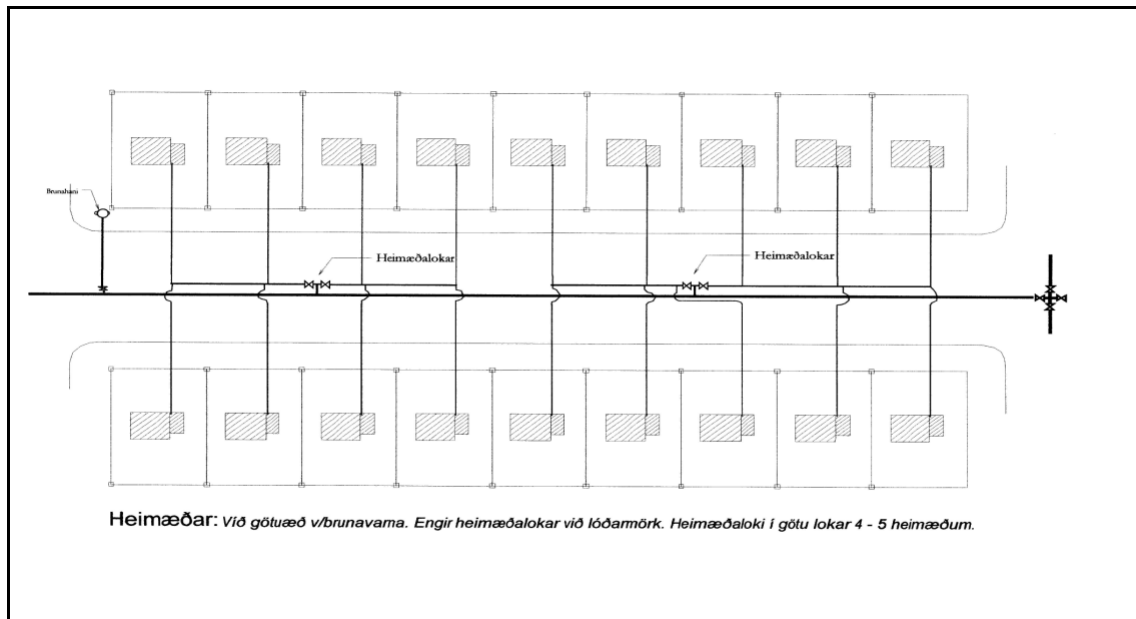 Brunahani
Heimæðalokar
Heimæðalokar
Heimæðar: Við götuæð v/brunavarna. Engir heimæðalokar við lóðarmörk. Heimæðaloki í götu lokar 4 - 5 heimæðum.